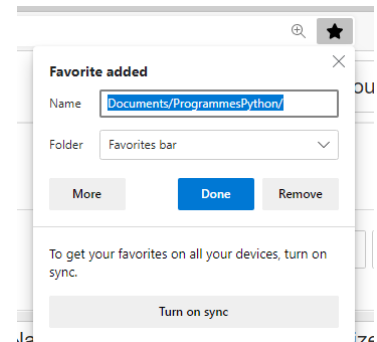 ou
Favorite added
Name Documents/ProgrammesPython/
Folder Favorites bar
More Done Remove
To get your favorites on all your devices, turn on
sync.
Turn on sync